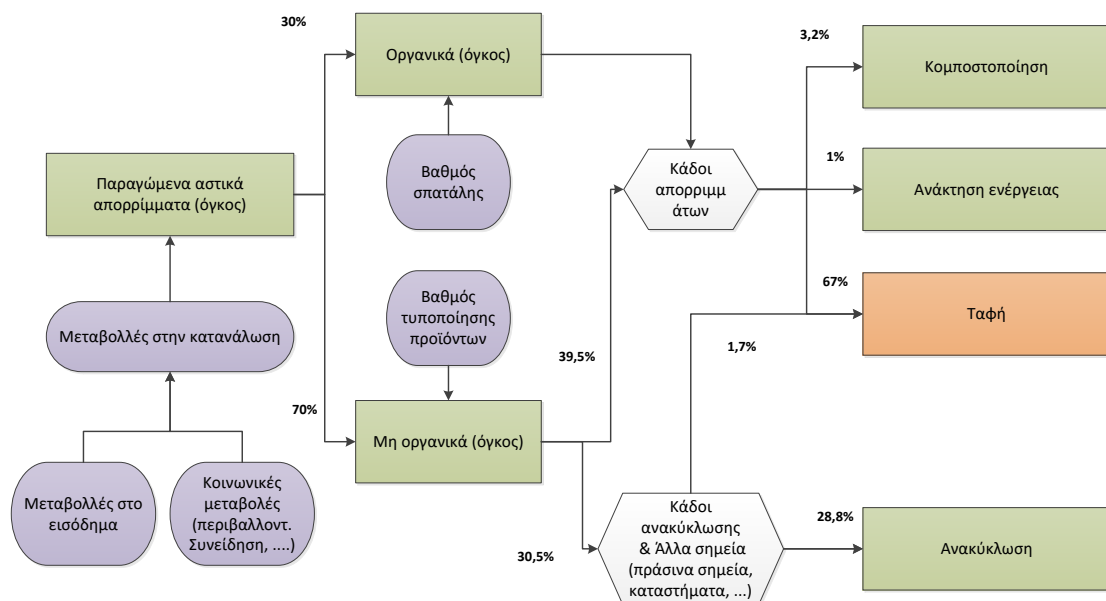 30%
Οργανικά (όγκος)
3,2%
Κομποστοποίηση
Παραγώμενα αστικά
απορρίμματα (όγκος)
Βαθμός
σπατάλης
Κάδοι
απορριμμ
άτων
1%
Ανάκτηση ενέργειας
Μεταβολλές στην κατανάλωση
Βαθμός
τυποποίησης
προϊόντων
39,5%
67%
Ταφή
1,7%
70%
Μη οργανικά (όγκος)
Μεταβολλές στο
εισόδημα
Κοινωνικές
μεταβολές
(περιβαλλοντ.
Συνείδηση, ....)
30,5%
Κάδοι
ανακύκλωσης
& Άλλα σημεία
(πράσινα σημεία,
καταστήματα, ...)
28,8%
Ανακύκλωση